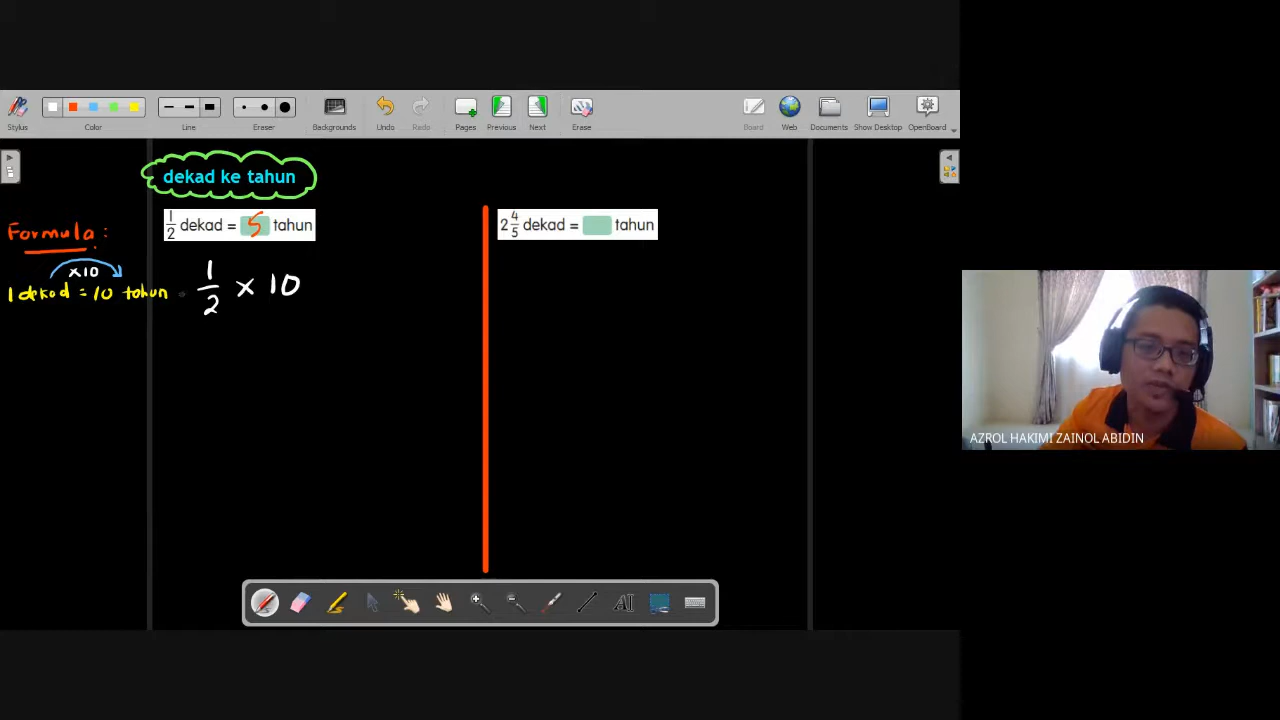 Stylus
Color
Line
Eraser
Backgrounds
Undo
Redo
Pages
Previous
Next
Erase
Board
Web
Documents
Show Desktop
OpenBoard
dekad ke tahun
1/2 dekad = 5 tahun
2 4/5 dekad = tahun
Formula :
x10
1 dekad = 10 tahun
1/2 x 10
AI
AZROL HAKIMI ZAINOL ABIDIN